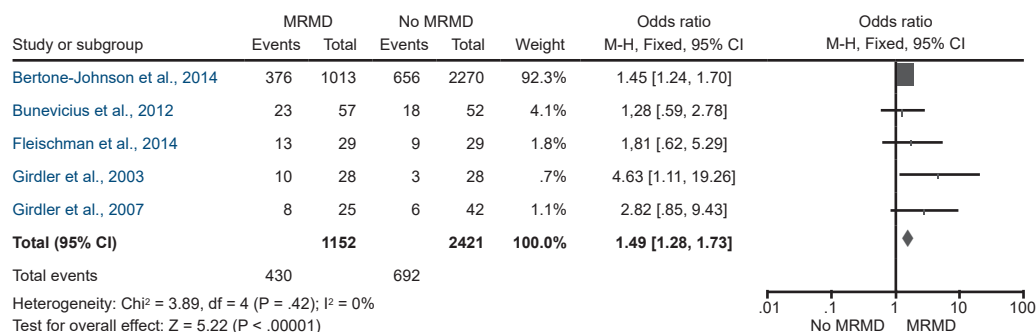 MRMD No MRMD Odds ratio Odds ratio
Study or subgroup Events Total Events Total Weight M-H, Fixed, 95% CI M-H, Fixed, 95% CI
Bertone-Johnson et al., 2014 376 1013 656 2270 92.3% 1.45 [1.24, 1.70]
Bunevicius et al., 2012 23 57 18 52 4.1% 1,28 [.59, 2.78]
Fleischman et al., 2014 13 29 9 29 1.8% 1,81 [.62, 5.29]
Girdler et al., 2003 10 28 3 28 .7% 4.63 [1.11, 19.26]
Girdler et al., 2007 8 25 6 42 1.1% 2.82 [.85, 9.43]
Total (95% CI) 1152 2421 100.0% 1.49 [1.28, 1.73]
Total events 430 692
Heterogeneity: Chi² = 3.89, df = 4 (P = .42); I² = 0%
Test for overall effect: Z = 5.22 (P < .00001)
.01 .1 1 10 100
No MRMD MRMD